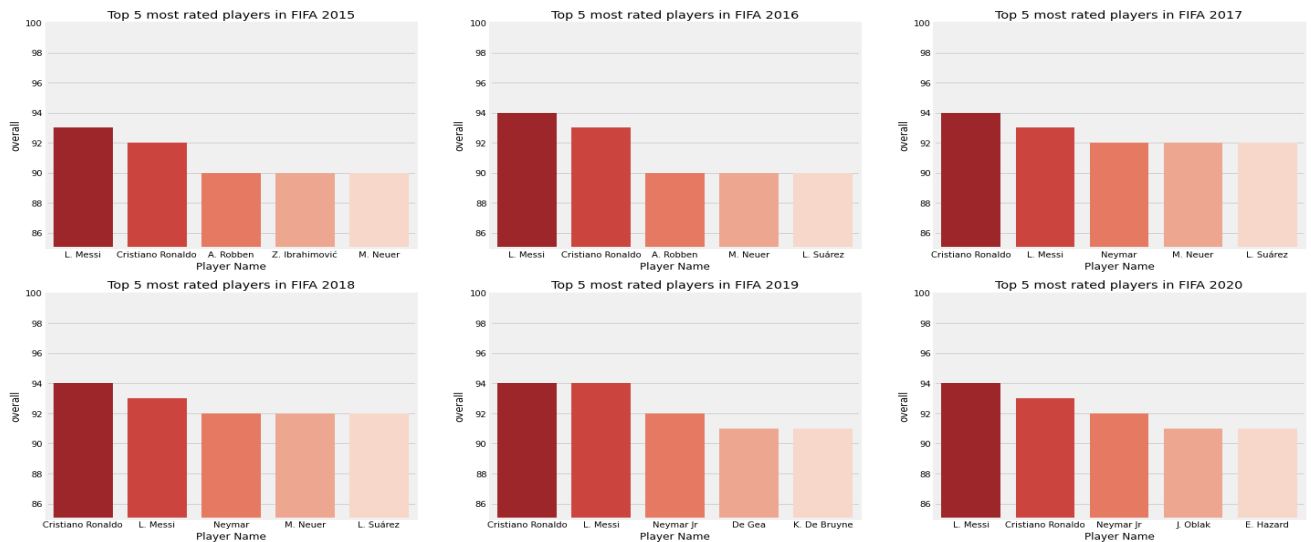 Top 5 most rated players in FIFA 2015
100
98
96
94
92
90
88
86
overall
L. Messi Cristiano Ronaldo A. Robben Z. Ibrahimović M. Neuer
Player Name
Top 5 most rated players in FIFA 2016
100
98
96
94
92
90
88
86
overall
L. Messi Cristiano Ronaldo A. Robben M. Neuer L. Suárez
Player Name
Top 5 most rated players in FIFA 2017
100
98
96
94
92
90
88
86
overall
Cristiano Ronaldo L. Messi Neymar M. Neuer L. Suárez
Player Name
Top 5 most rated players in FIFA 2018
100
98
96
94
92
90
88
86
overall
Cristiano Ronaldo L. Messi Neymar M. Neuer L. Suárez
Player Name
Top 5 most rated players in FIFA 2019
100
98
96
94
92
90
88
86
overall
Cristiano Ronaldo L. Messi Neymar Jr De Gea K. De Bruyne
Player Name
Top 5 most rated players in FIFA 2020
100
98
96
94
92
90
88
86
overall
L. Messi Cristiano Ronaldo Neymar Jr J. Oblak E. Hazard
Player Name